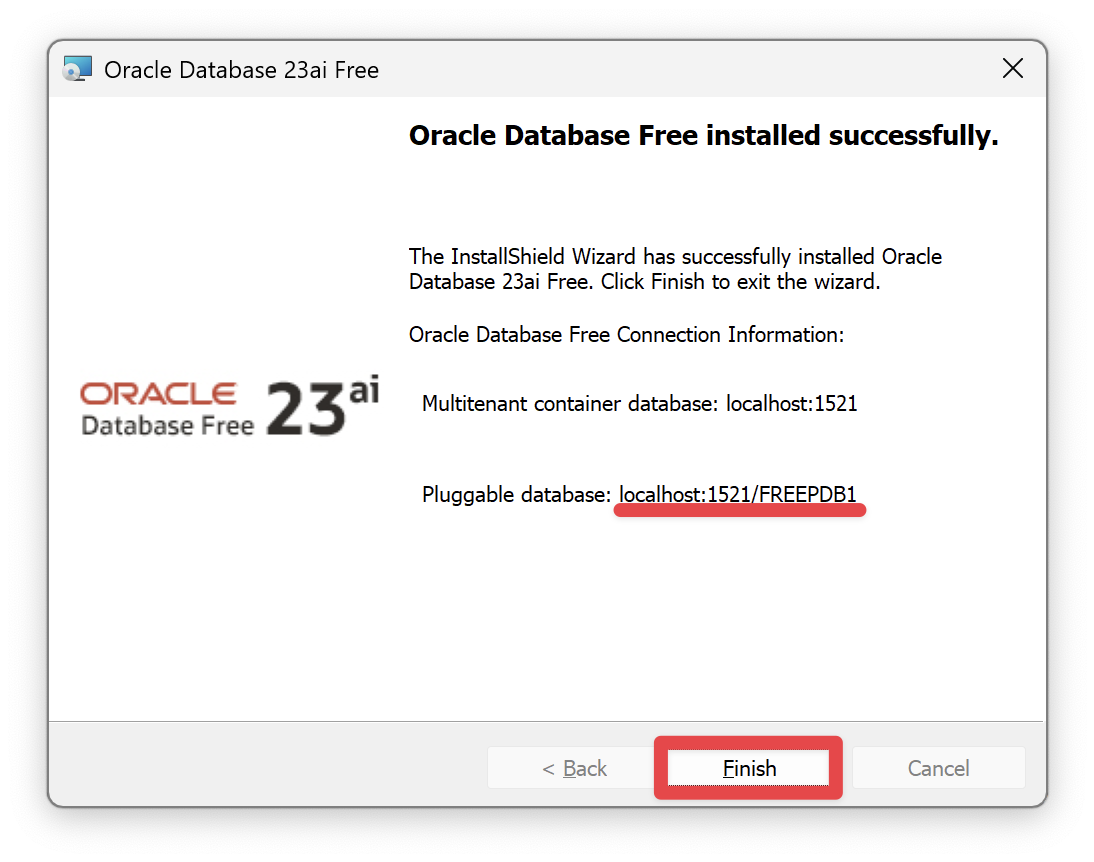 Oracle Database 23ai Free
Oracle Database Free installed successfully.
The InstallShield Wizard has successfully installed Oracle
Database 23ai Free. Click Finish to exit the wizard.
Oracle Database Free Connection Information:
ORACLE
Database Free 23ai
Multitenant container database: localhost:1521
Pluggable database: localhost:1521/FREEPDB1
< Back
Finish
Cancel